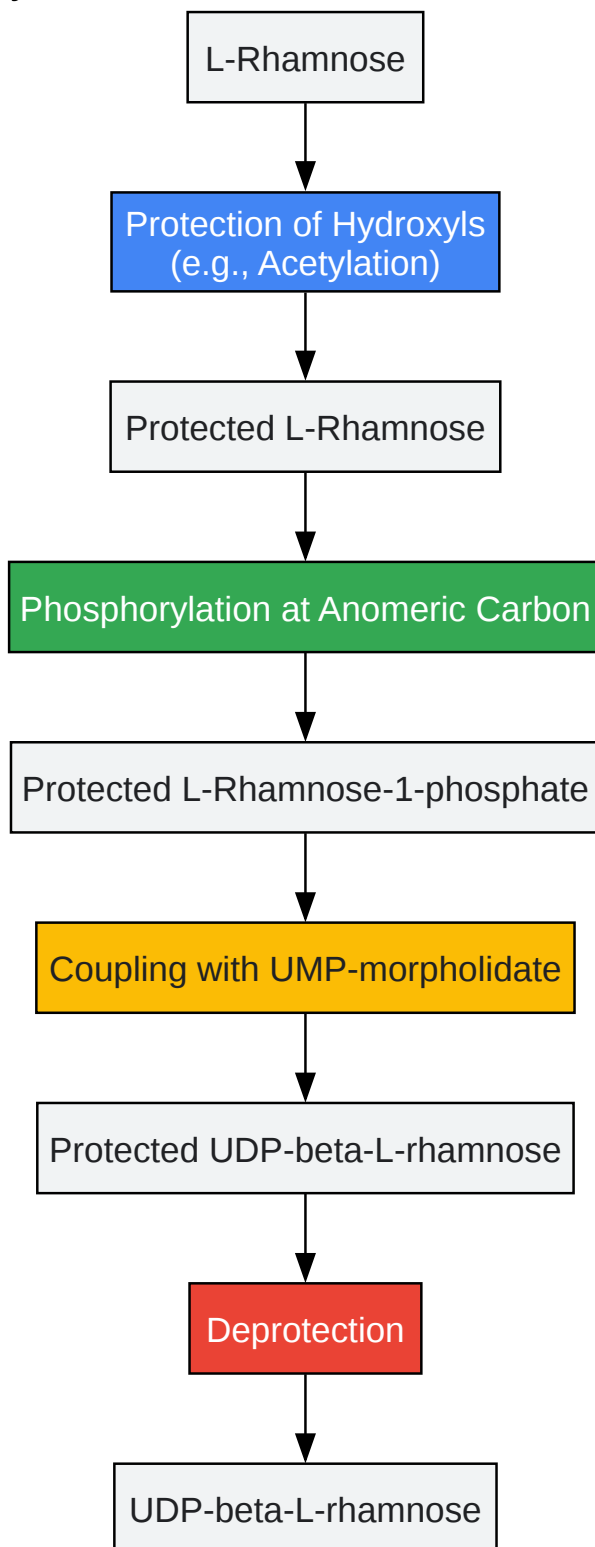 L-Rhamnose
Protection of Hydroxyls
(e.g., Acetylation)
Protected L-Rhamnose
Phosphorylation at Anomeric Carbon
Protected L-Rhamnose-1-phosphate
Coupling with UMP-morpholidate
Protected UDP-beta-L-rhamnose
Deprotection
UDP-beta-L-rhamnose